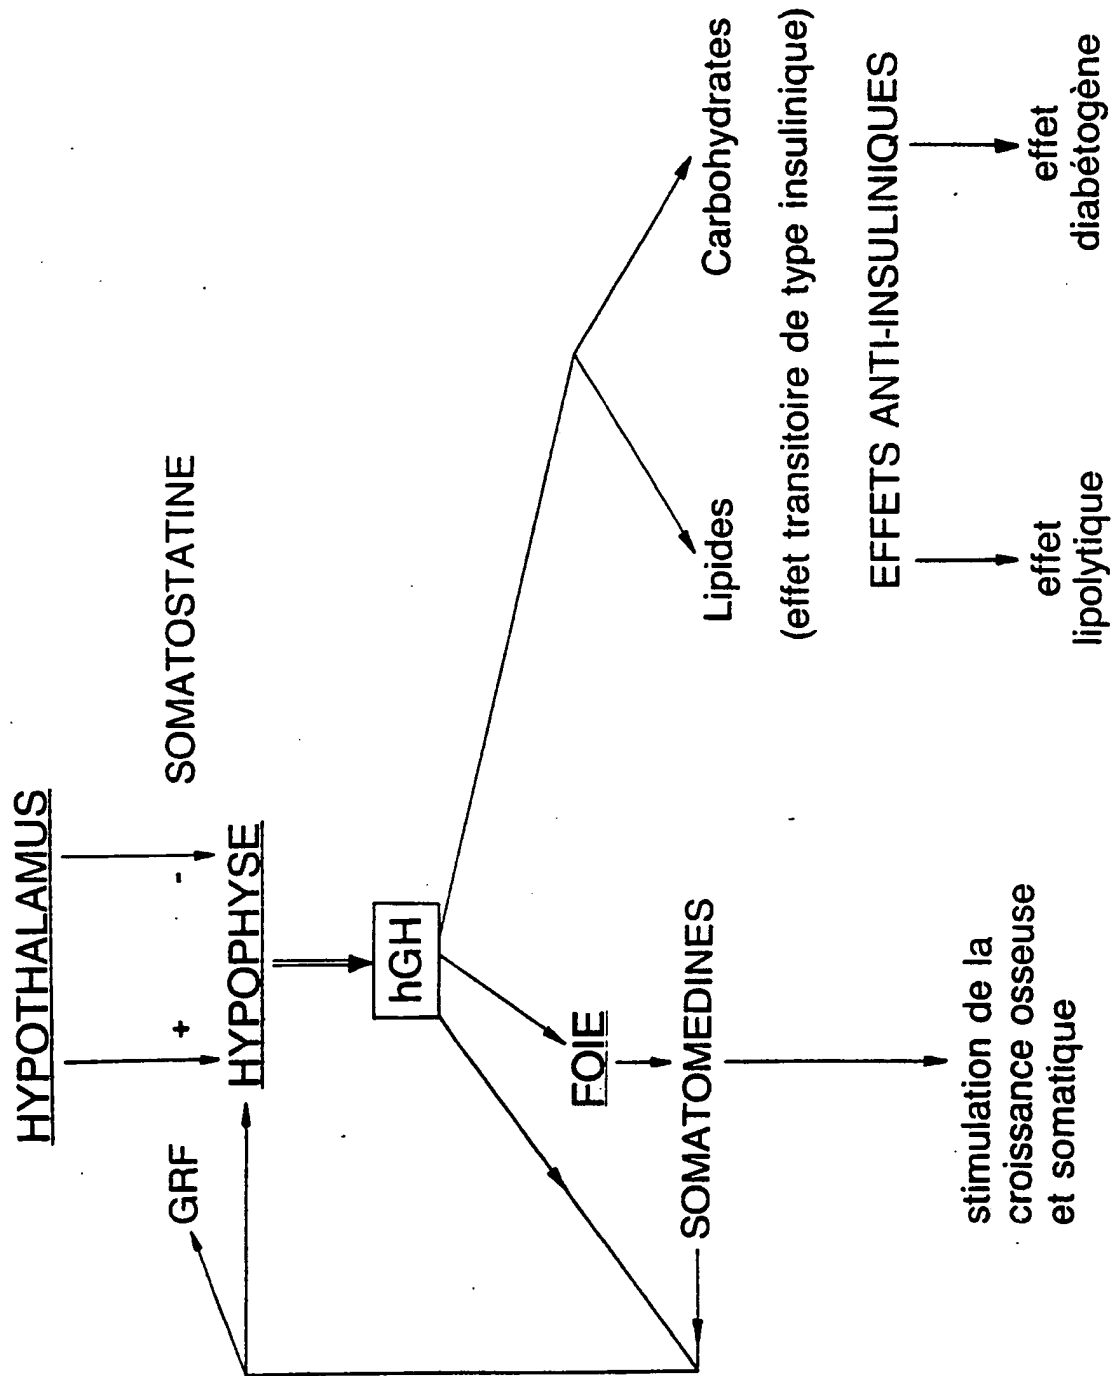 HYPOTHALAMUS
GRF
+
-
SOMATOSTATINE
HYPOPHYSE
hGH
FOIE
SOMATOMEDINES
Lipides
Carbohydrates
(effet transitoire de type insulinique)
EFFETS ANTI-INSULINIQUES
stimulation de la
croissance osseuse
et somatique
effet
lipolytique
effet
diabétogène